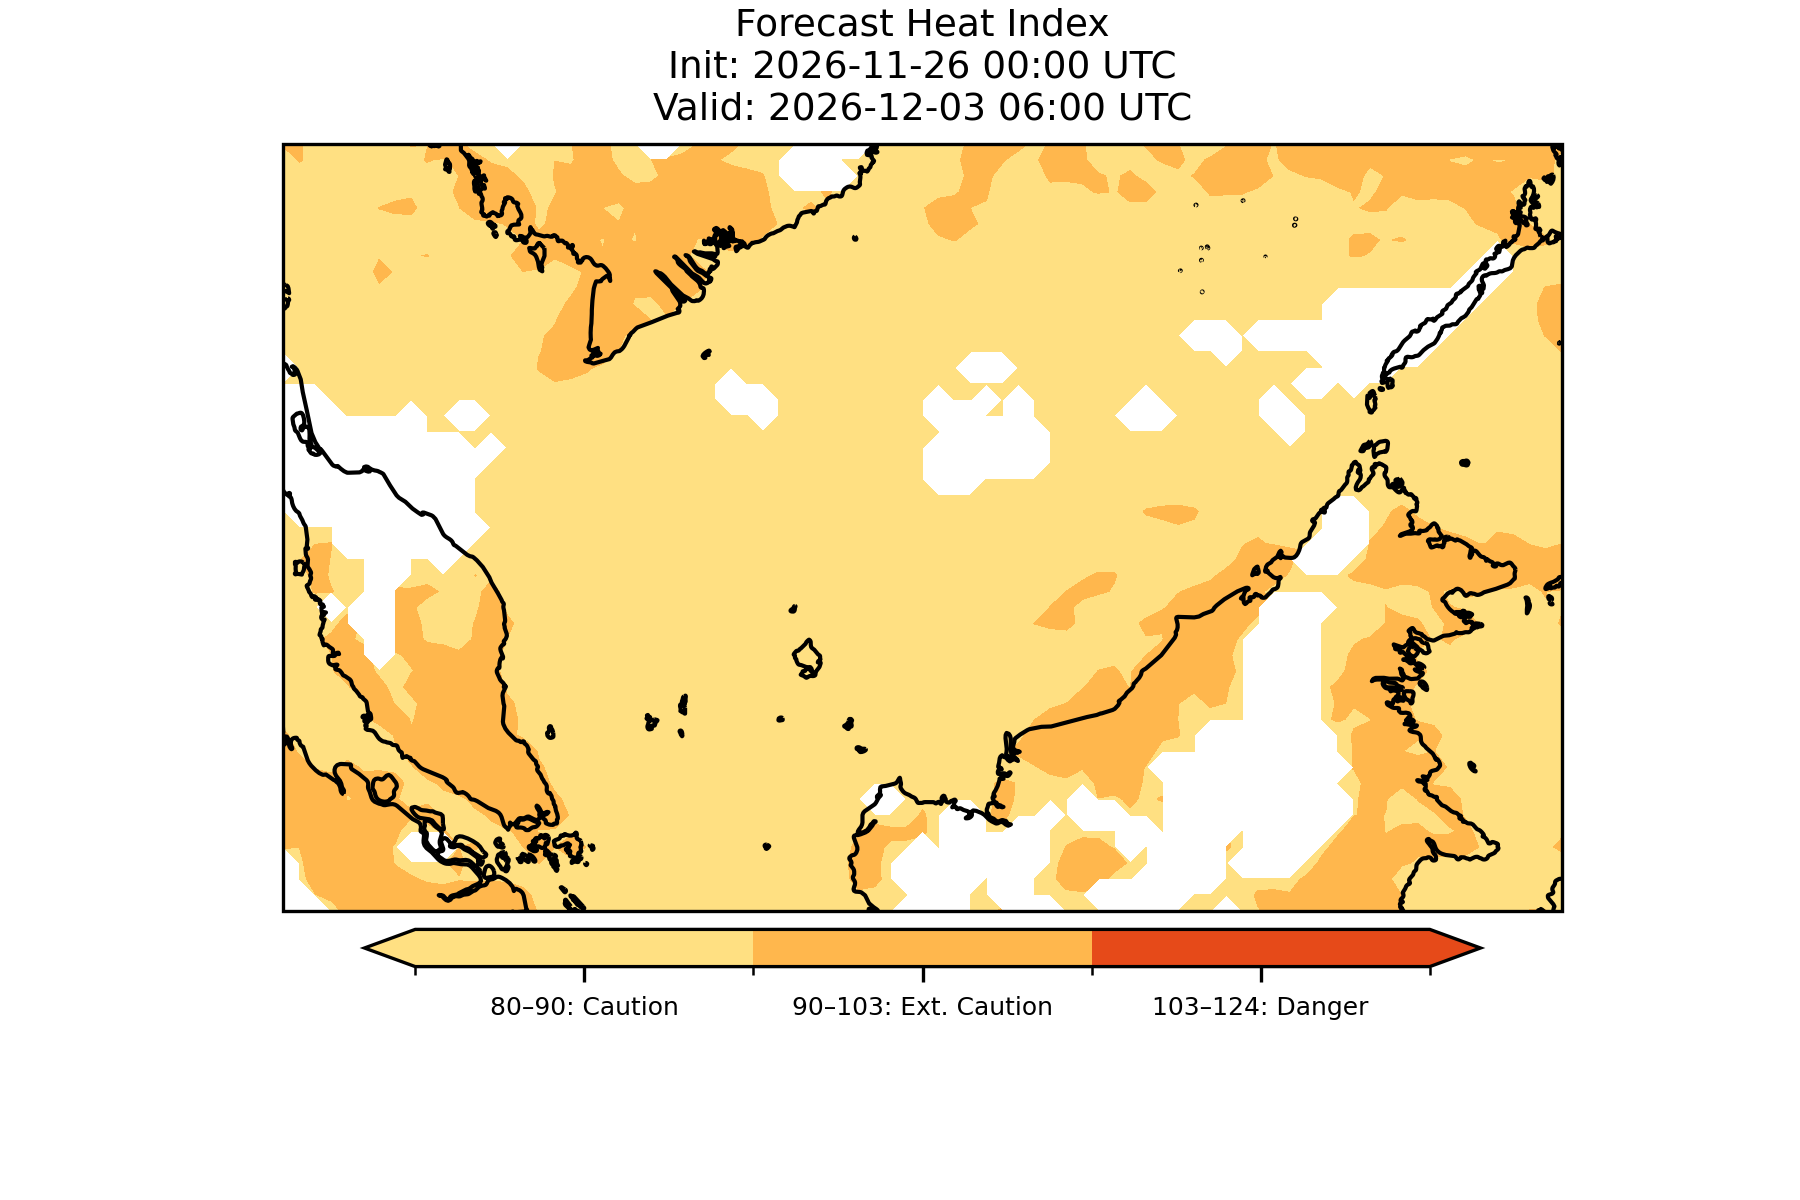 Forecast Heat Index
Init: 2026-11-26 00:00 UTC
Valid: 2026-12-03 06:00 UTC
80–90: Caution
90–103: Ext. Caution
103–124: Danger